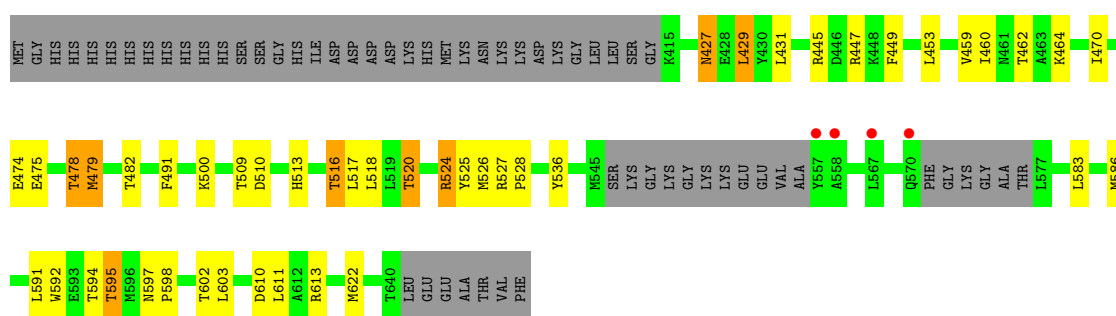 MET GLY HIS HIS HIS HIS HIS HIS HIS HIS HIS HIS SER SER GLY HIS ILE ASP ASP ASP ASP LYS HIS MET LYS ASN LYS LYS ASP LYS GLY LEU LEU SER GLY K415 N427 E428 L429 Y430 L431 R445 D446 R447 K448 F449 L453 V459 I460 N461 T462 A463 K464 I470
E474 E475 T478 M479 T482 F491 K500 T509 D510 H513 T516 L517 L518 L519 T520 R524 Y525 M526 R527 P528 Y536 M545 SER LYS GLY LYS GLY LYS LYS GLU GLU VAL ALA Y557 A558 L567 Q570 PHE GLY LYS GLY ALA THR L577 L583 M586
L591 W592 E593 T594 T595 M596 N597 P598 T602 L603 D610 L611 A612 R613 M622 T640 LEU GLU GLU ALA THR VAL PHE